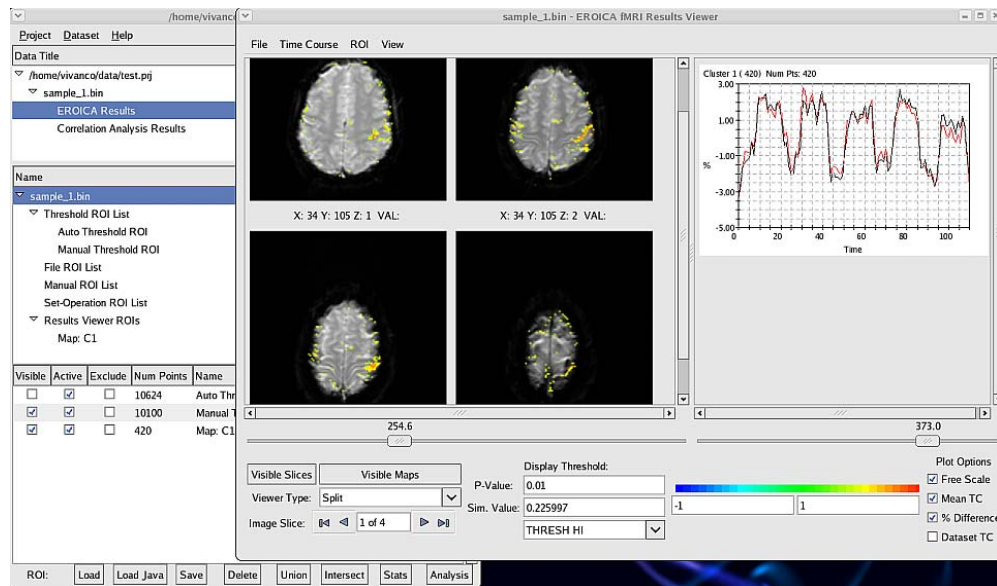 /home/vivanc
Project Dataset Help
Data Title
/home/vivanco/data/test.prj
sample_1.bin
EROICA Results
Correlation Analysis Results
Name
sample_1.bin
Threshold ROI List
Auto Threshold ROI
Manual Threshold ROI
File ROI List
Manual ROI List
Set-Operation ROI List
Results Viewer ROIs
Map: C1
Visible Active Exclude Num Points Name
10624 Auto Thr
10100 Manual T
420 Map: C1
ROI: Load Load Java Save Delete Union Intersect Stats Analysis
sample_1.bin - EROICA fMRI Results Viewer
File Time Course ROI View
X: 34 Y: 105 Z: 1 VAL:
X: 34 Y: 105 Z: 2 VAL:
Cluster 1 ( 420) Num Pts: 420
3.00
1.00
%
-1.00
-3.00
-5.00
0 20 40 60 80 100
Time
254.6
373.0
Visible Slices Visible Maps
Viewer Type: Split
Image Slice: 1 of 4
Display Threshold:
P-Value: 0.01
Sim. Value: 0.225997
THRESH HI
-1 1
Plot Options
Free Scale
Mean TC
% Difference
Dataset TC